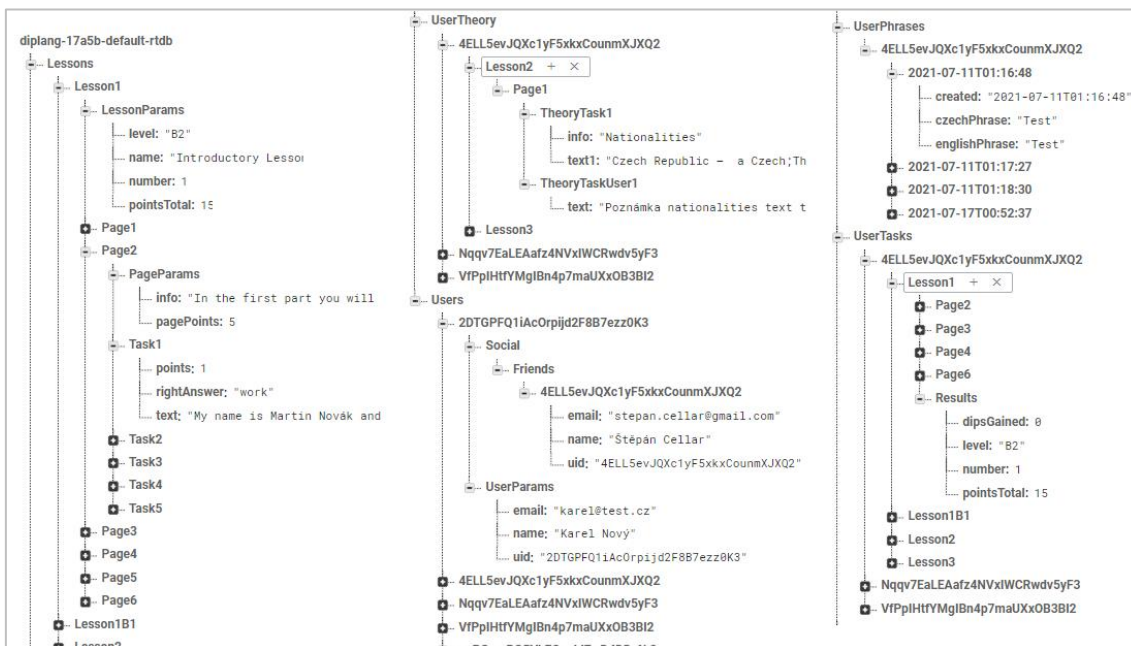 diplang-17a5b-default-rtdb
Lessons
Lesson1
LessonParams
level: "B2"
name: "Introductory Lesson
number: 1
pointsTotal: 15
Page1
Page2
PageParams
info: "In the first part you will
pagePoints: 5
Task1
points: 1
rightAnswer: "work"
text: "My name is Martin Novák and
Task2
Task3
Task4
Task5
Page3
Page4
Page5
Page6
Lesson1B1
UserTheory
4ELL5evJQXc1yF5xkxCounmXJXQ2
Lesson2 + ×
Page1
TheoryTask1
info: "Nationalities"
text1: "Czech Republic – a Czech;Th
TheoryTaskUser1
text: "Poznámka nationalities text t
Lesson3
Nqqv7EaLEAafz4NVxIWCRwdv5yF3
VfPpIHtfYMgIBn4p7maUXxOB3BI2
Users
2DTGPFQ1iAcOrpijd2F8B7ezz0K3
Social
Friends
4ELL5evJQXc1yF5xkxCounmXJXQ2
email: "stepan.cellar@gmail.com"
name: "Štěpán Cellar"
uid: "4ELL5evJQXc1yF5xkxCounmXJXQ2"
UserParams
email: "karel@test.cz"
name: "Karel Nový"
uid: "2DTGPFQ1iAcOrpijd2F8B7ezz0K3"
4ELL5evJQXc1yF5xkxCounmXJXQ2
Nqqv7EaLEAafz4NVxIWCRwdv5yF3
VfPpIHtfYMgIBn4p7maUXxOB3BI2
UserPhrases
4ELL5evJQXc1yF5xkxCounmXJXQ2
2021-07-11T01:16:48
created: "2021-07-11T01:16:48"
czechPhrase: "Test"
englishPhrase: "Test"
2021-07-11T01:17:27
2021-07-11T01:18:30
2021-07-17T00:52:37
UserTasks
4ELL5evJQXc1yF5xkxCounmXJXQ2
Lesson1 + ×
Page2
Page3
Page4
Page6
Results
dipsGained: 0
level: "B2"
number: 1
pointsTotal: 15
Lesson1B1
Lesson2
Lesson3
Nqqv7EaLEAafz4NVxIWCRwdv5yF3
VfPpIHtfYMgIBn4p7maUXxOB3BI2